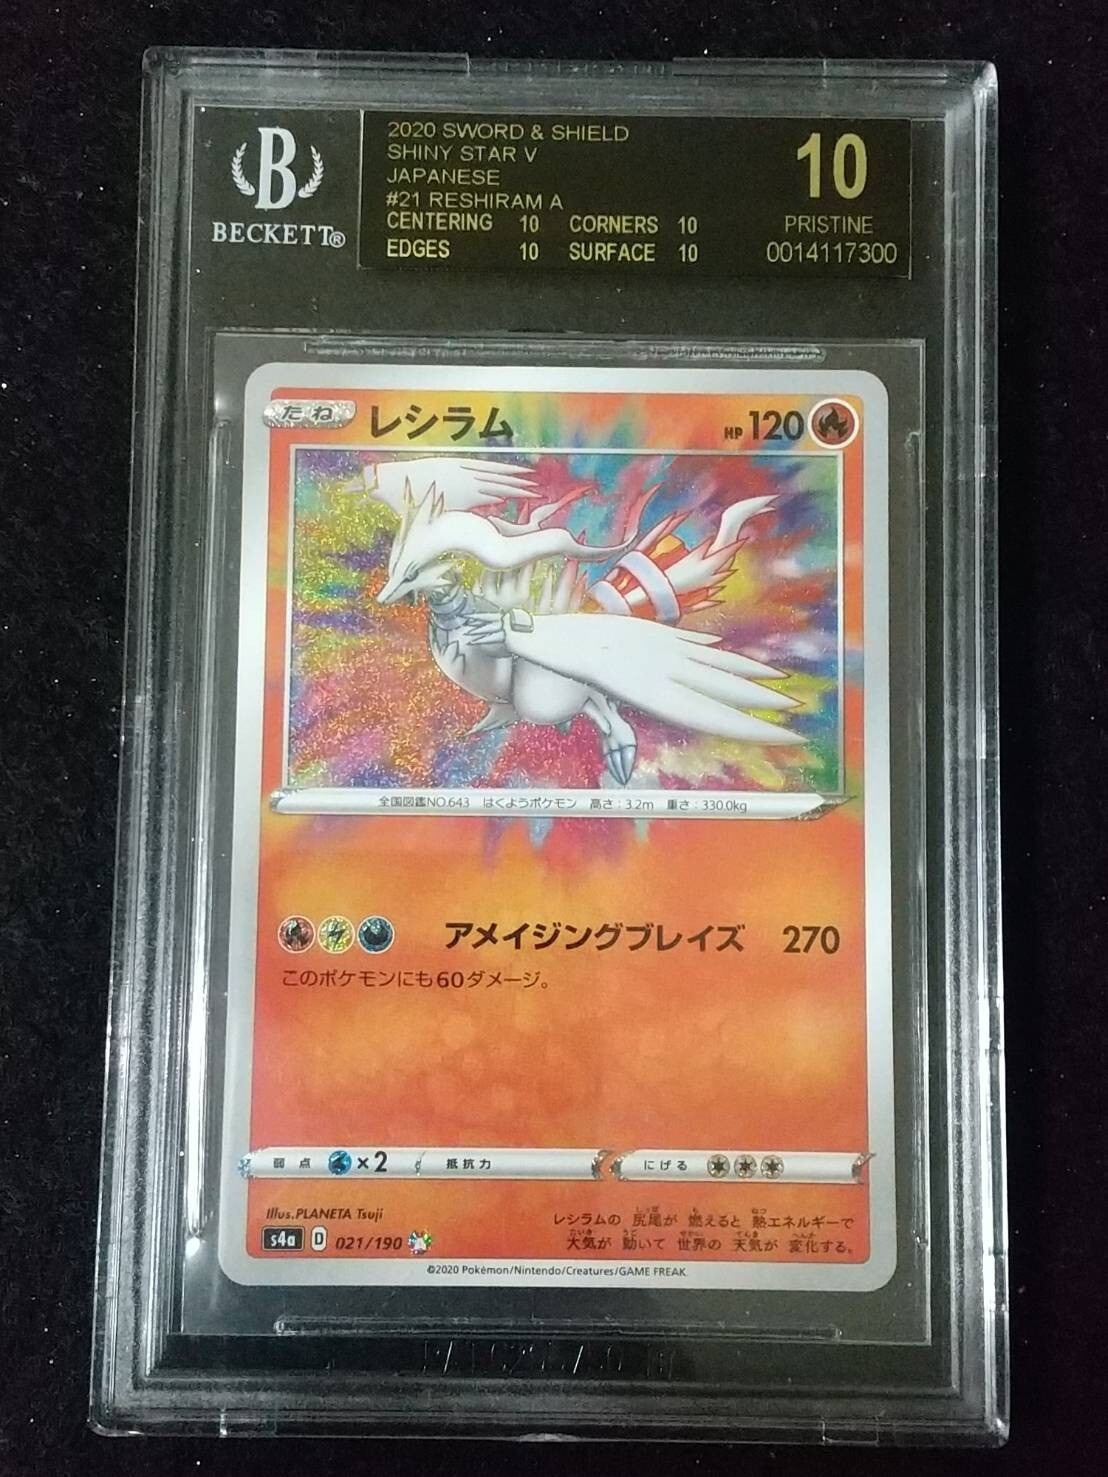 B
BECKETT®
2020 SWORD & SHIELD
SHINY STAR V
JAPANESE
#21 RESHIRAM A
CENTERING 10 CORNERS 10
EDGES 10 SURFACE 10
10
PRISTINE
0014117300
たね レシラム HP 120
全国図鑑NO.643 はくようポケモン 高さ:3.2m 重さ:330.0kg
アメイジングブレイズ 270
このポケモンにも60ダメージ。
弱点 ×2 抵抗力 にげる
Illus.PLANETA Tsuji
s4a D 021/190
レシラムの 尻尾が 燃えると 熱エネルギーで
大気が 動いて 世界の 天気が 変化する。
©2020 Pokémon/Nintendo/Creatures/GAME FREAK